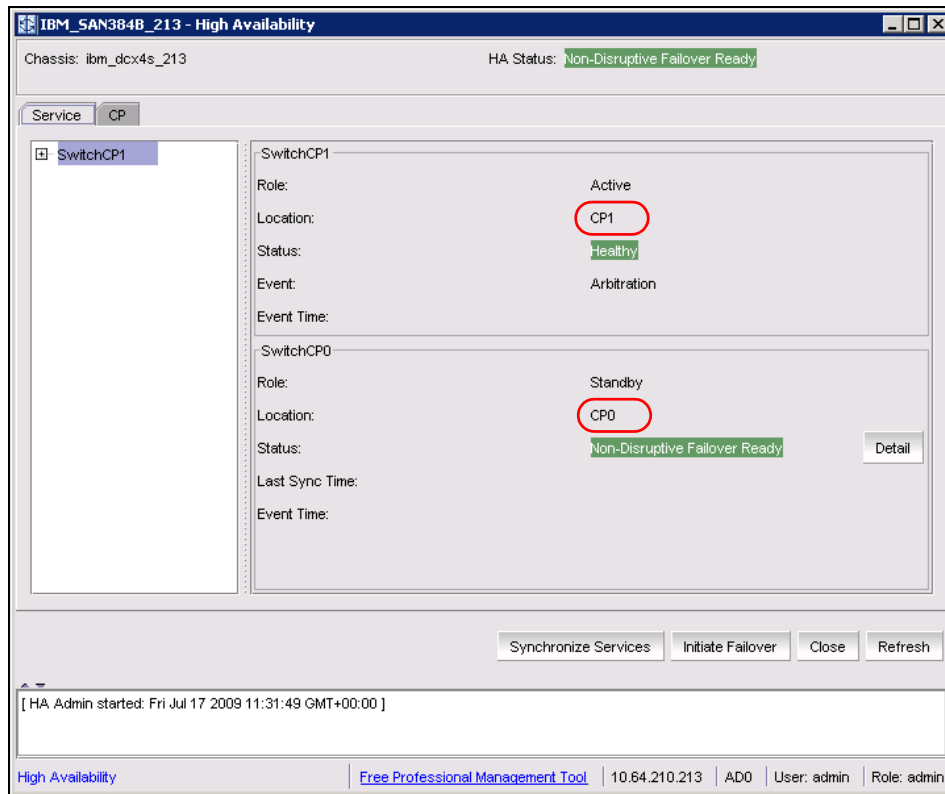 IBM_SAN384B_213 - High Availability
Chassis: ibm_dcx4s_213 HA Status: Non-Disruptive Failover Ready
Service CP
SwitchCP1
SwitchCP1
Role: Active
Location: CP1
Status: Healthy
Event: Arbitration
Event Time:
SwitchCP0
Role: Standby
Location: CP0
Status: Non-Disruptive Failover Ready Detail
Last Sync Time:
Event Time:
Synchronize Services Initiate Failover Close Refresh
[ HA Admin started: Fri Jul 17 2009 11:31:49 GMT+00:00 ]
High Availability Free Professional Management Tool 10.64.210.213 AD0 User: admin Role: admin